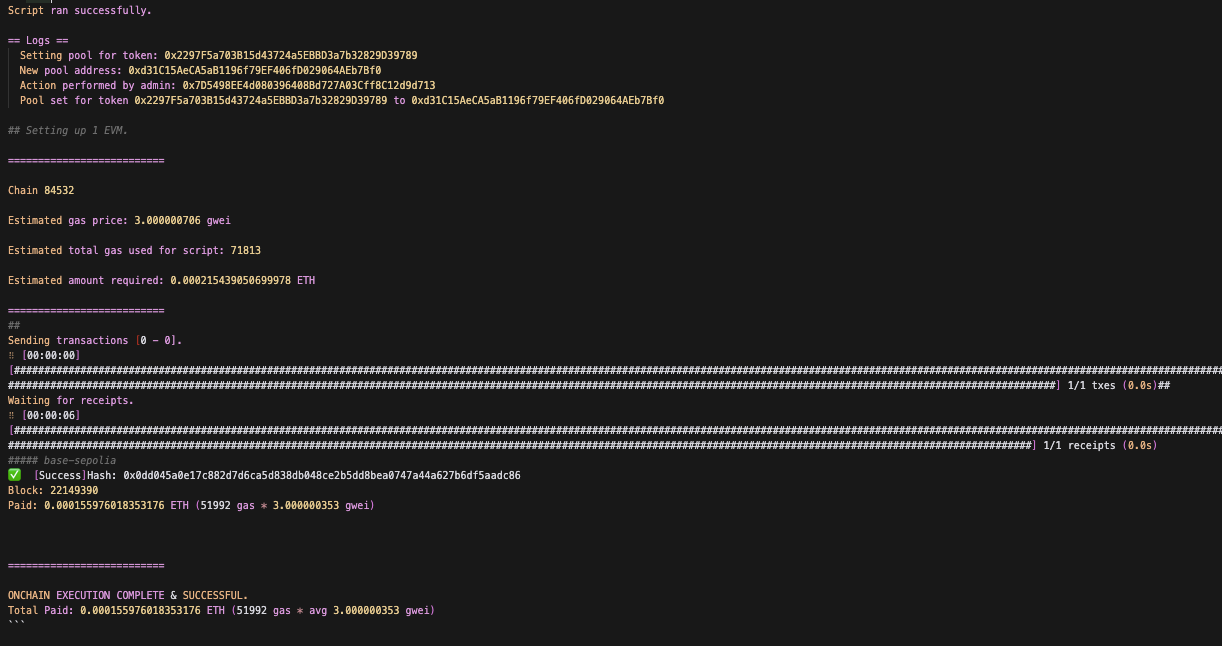 Script ran successfully.
== Logs ==
Setting pool for token: 0x2297F5a703B15d43724a5EBBD3a7b32829D39789
New pool address: 0xd31C15AeCA5aB1196f79EF406fD029064AEb7Bf0
Action performed by admin: 0x7D5498EE4d080396408Bd727A03Cff8C12d9d713
Pool set for token 0x2297F5a703B15d43724a5EBBD3a7b32829D39789 to 0xd31C15AeCA5aB1196f79EF406fD029064AEb7Bf0
## Setting up 1 EVM.
==========================
Chain 84532
Estimated gas price: 3.000000706 gwei
Estimated total gas used for script: 71813
Estimated amount required: 0.000215439050699978 ETH
==========================
##
Sending transactions [0 - 0].
⠿ [00:00:00]
[##########################################################################################################################################################################################################
##############################################################################################################################################################################] 1/1 txes (0.0s)##
Waiting for receipts.
⠿ [00:00:06]
[##########################################################################################################################################################################################################
##########################################################################################################################################################################] 1/1 receipts (0.0s)
##### base-sepolia
✅ [Success]Hash: 0x0dd045a0e17c882d7d6ca5d838db048ce2b5dd8bea0747a44a627b6df5aadc86
Block: 22149390
Paid: 0.000155976018353176 ETH (51992 gas * 3.000000353 gwei)
==========================
ONCHAIN EXECUTION COMPLETE & SUCCESSFUL.
Total Paid: 0.000155976018353176 ETH (51992 gas * avg 3.000000353 gwei)
```